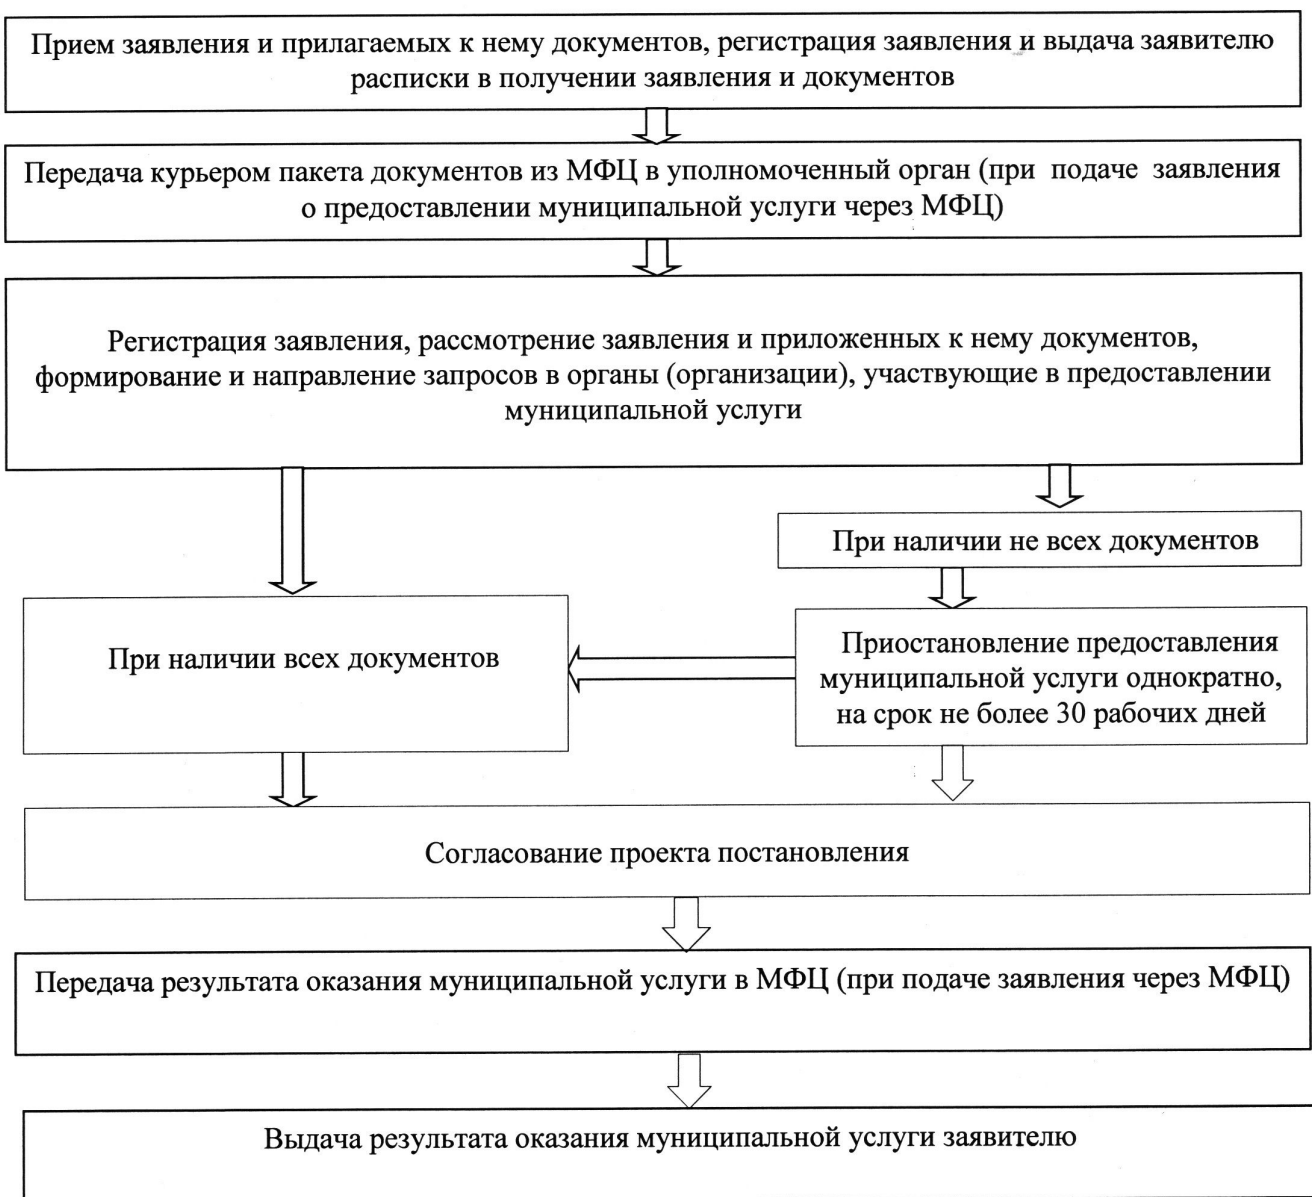 Прием заявления и прилагаемых к нему документов, регистрация заявления и выдача заявителю
расписки в получении заявления и документов
Передача курьером пакета документов из МФЦ в уполномоченный орган (при подаче заявления
о предоставлении муниципальной услуги через МФЦ)
Регистрация заявления, рассмотрение заявления и приложенных к нему документов,
формирование и направление запросов в органы (организации), участвующие в предоставлении
муниципальной услуги
При наличии не всех документов
При наличии всех документов
Приостановление предоставления
муниципальной услуги однократно,
на срок не более 30 рабочих дней
Согласование проекта постановления
Передача результата оказания муниципальной услуги в МФЦ (при подаче заявления через МФЦ)
Выдача результата оказания муниципальной услуги заявителю